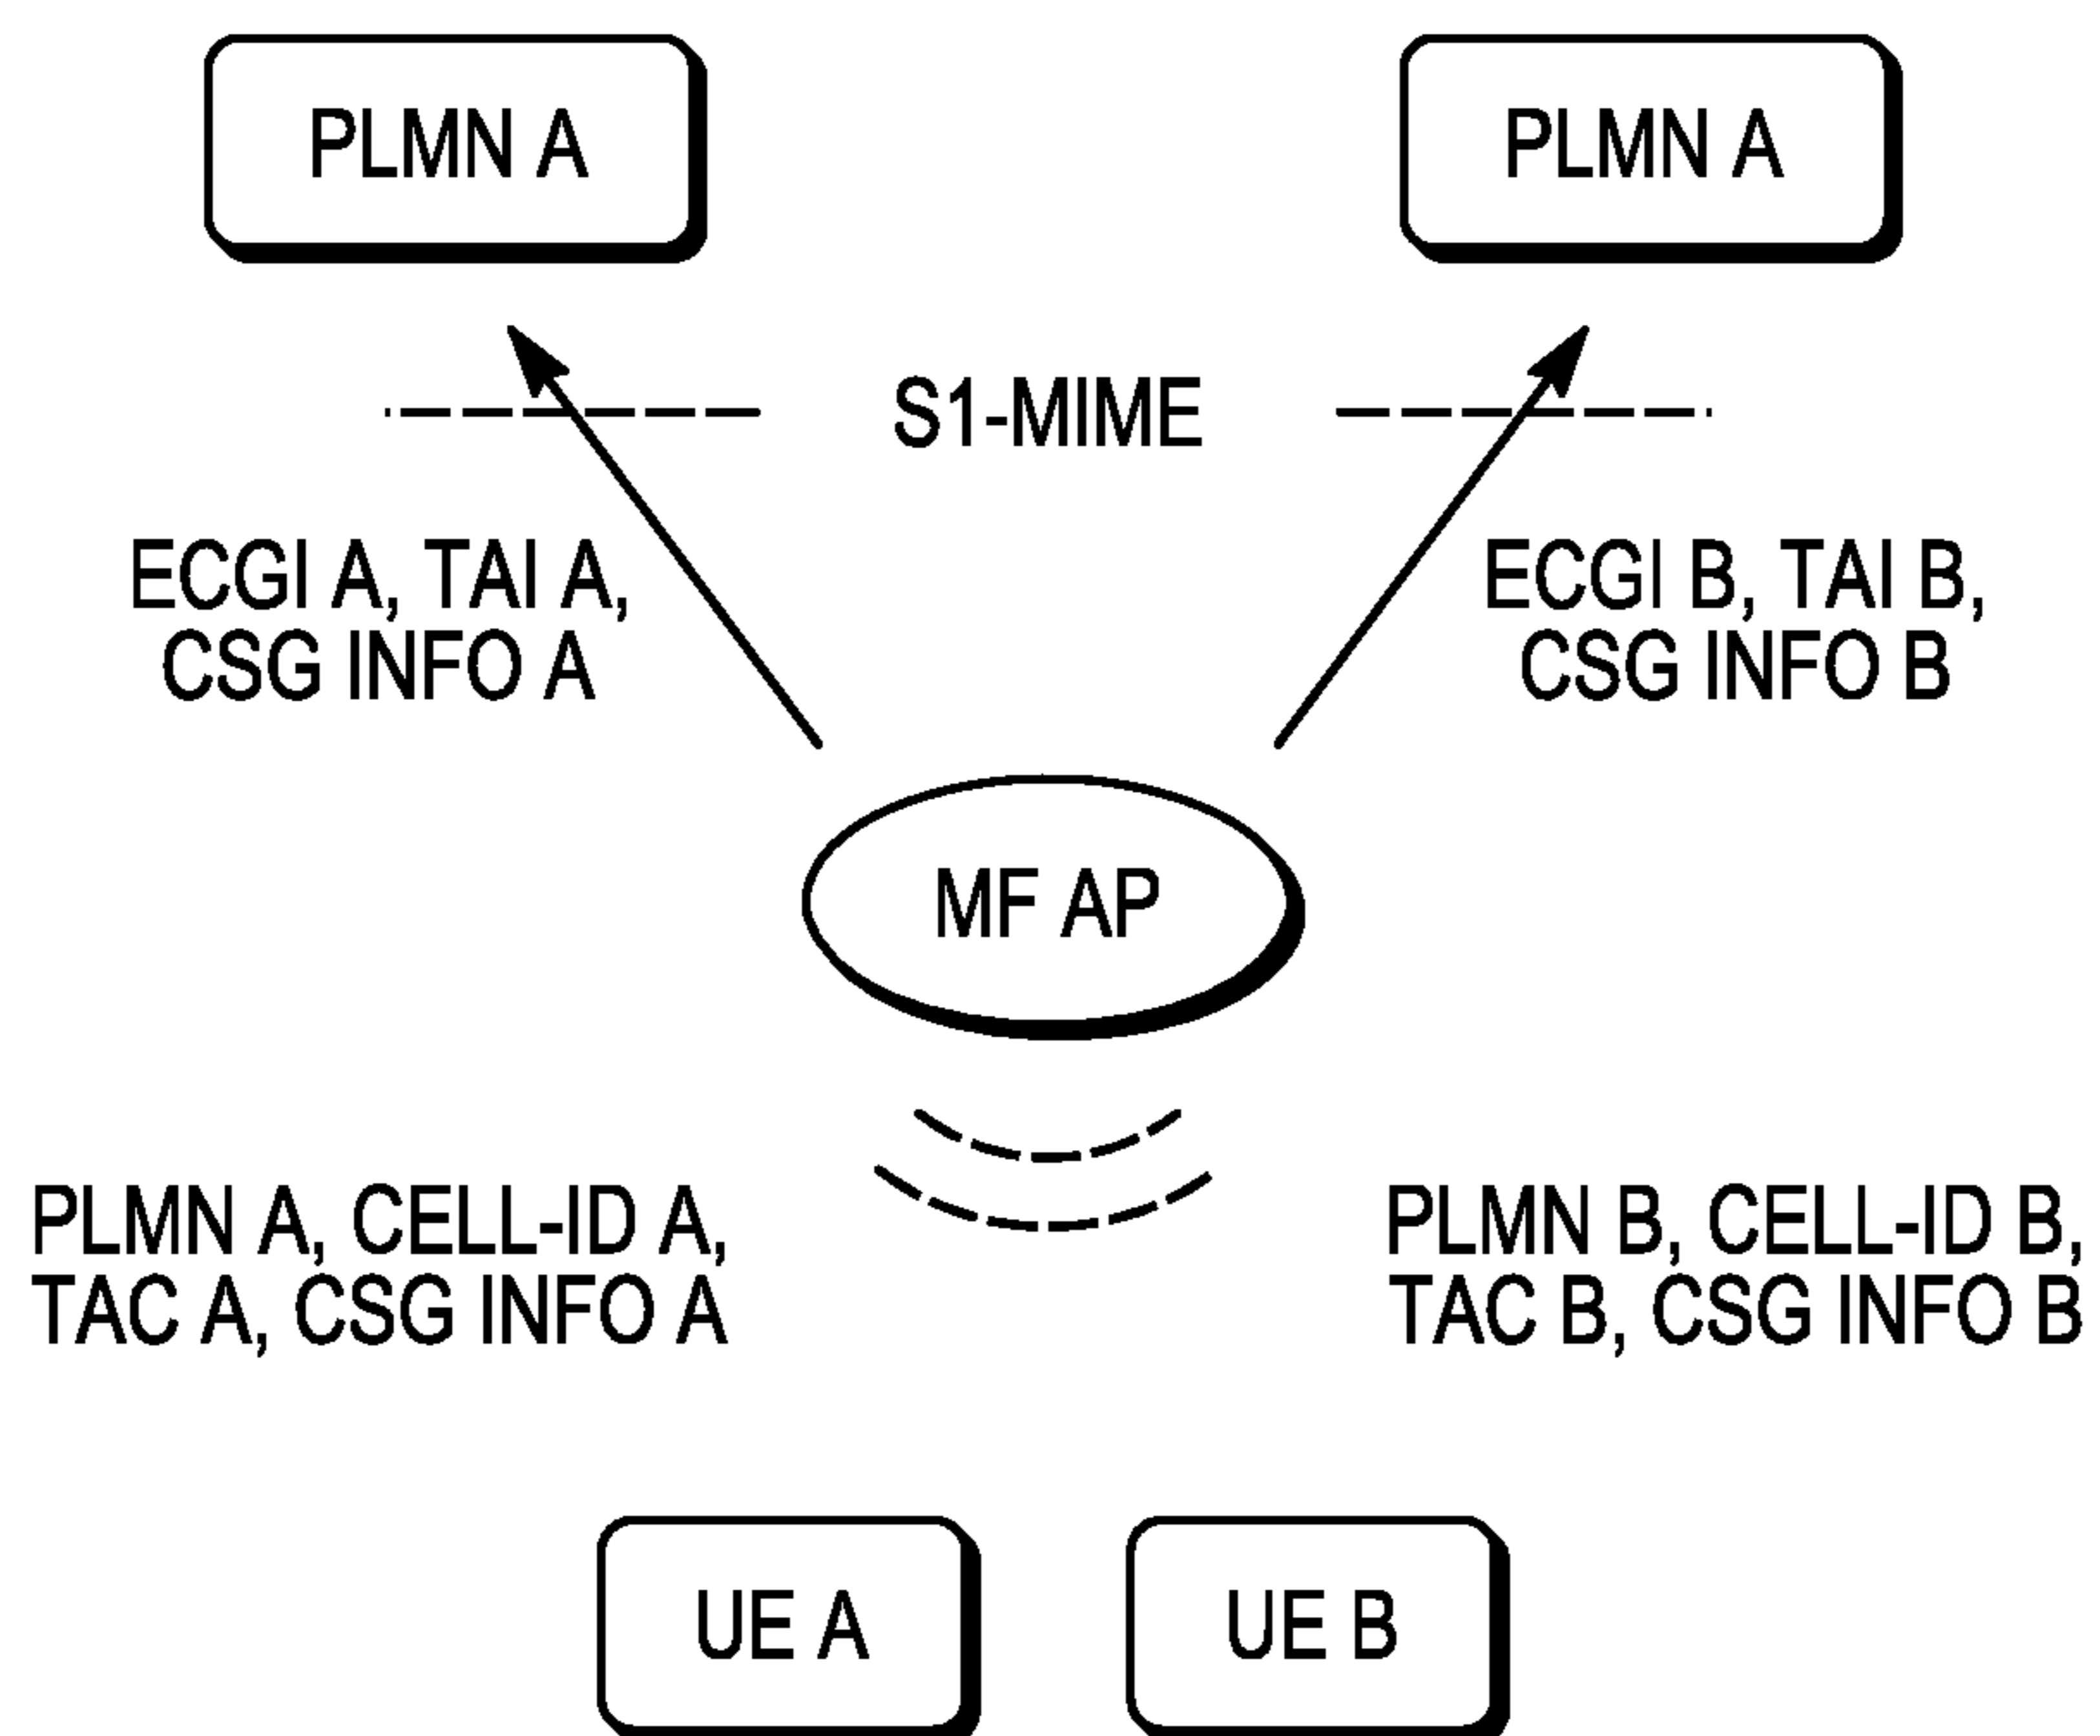 PLMN A
PLMN A
S1-MIME
ECGI A, TAI A,
CSG INFO A
ECGI B, TAI B,
CSG INFO B
MF AP
PLMN A, CELL-ID A,
TAC A, CSG INFO A
PLMN B, CELL-ID B,
TAC B, CSG INFO B
UE A
UE B